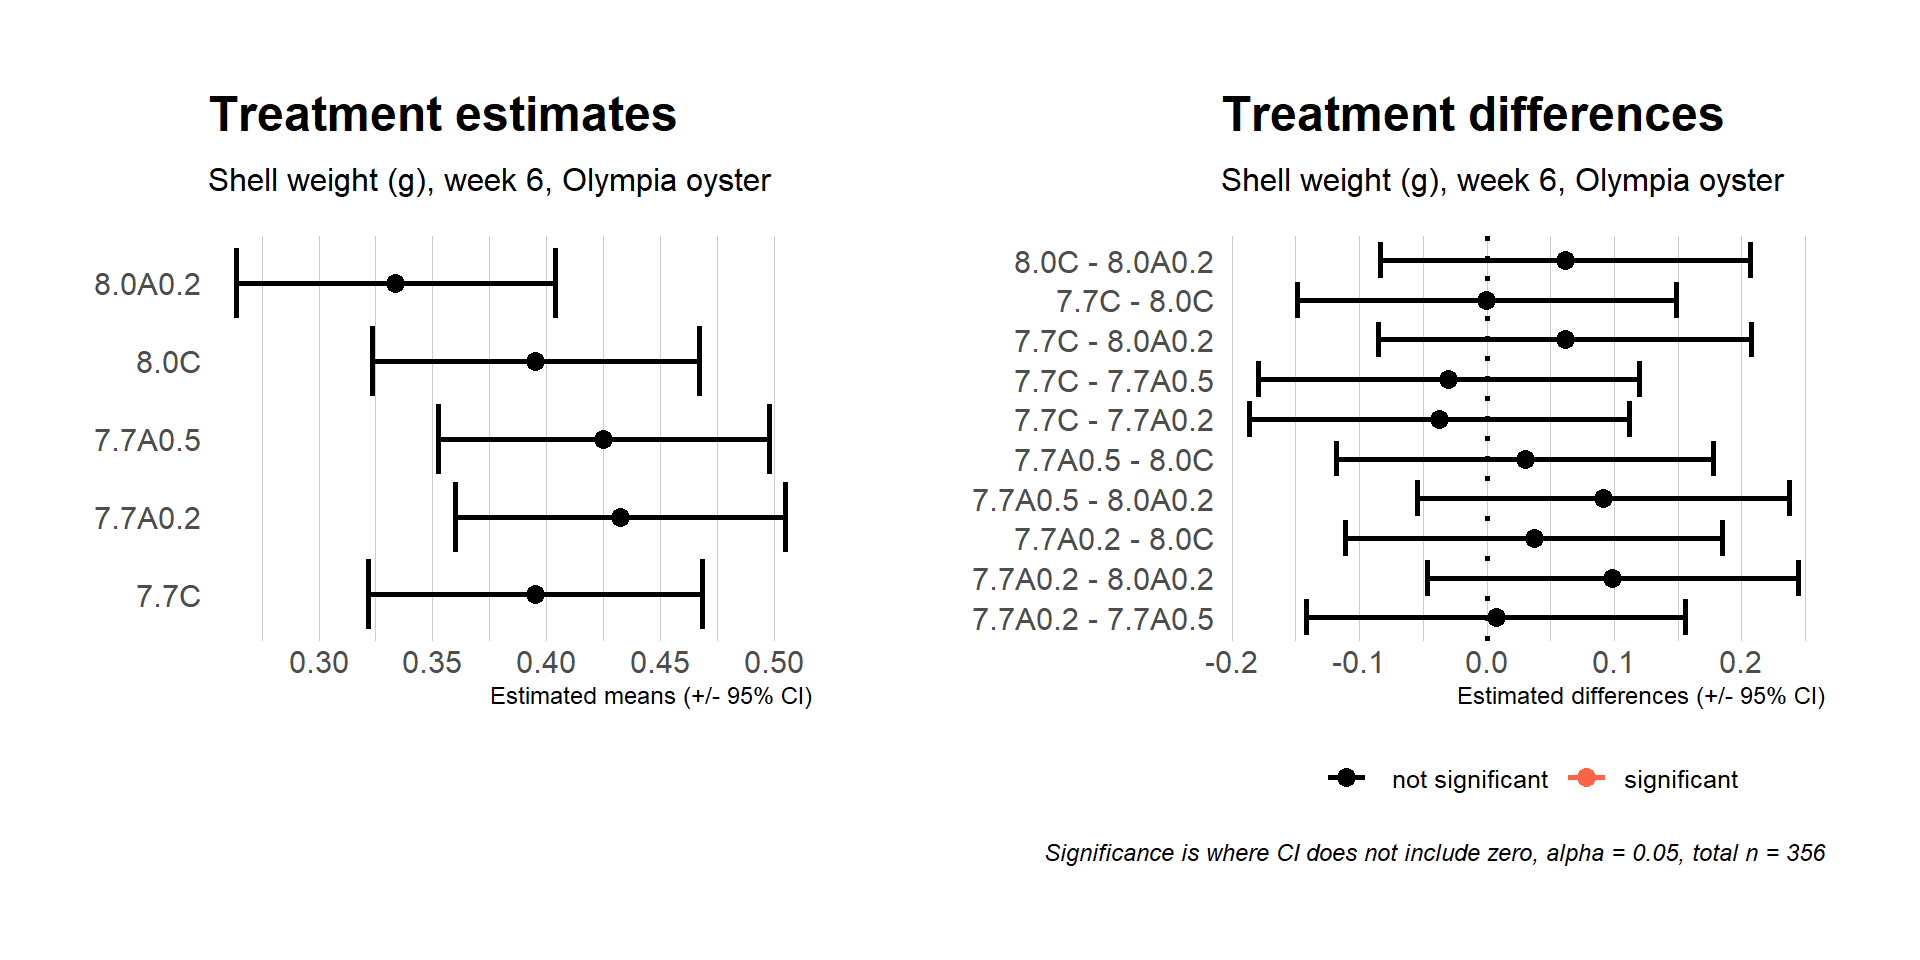 Treatment estimates
Shell weight (g), week 6, Olympia oyster
8.0A0.2
8.0C
7.7A0.5
7.7A0.2
7.7C
0.30 0.35 0.40 0.45 0.50
Estimated means (+/- 95% CI)
Treatment differences
Shell weight (g), week 6, Olympia oyster
8.0C - 8.0A0.2
7.7C - 8.0C
7.7C - 8.0A0.2
7.7C - 7.7A0.5
7.7C - 7.7A0.2
7.7A0.5 - 8.0C
7.7A0.5 - 8.0A0.2
7.7A0.2 - 8.0C
7.7A0.2 - 8.0A0.2
7.7A0.2 - 7.7A0.5
-0.2 -0.1 0.0 0.1 0.2
Estimated differences (+/- 95% CI)
not significant significant
Significance is where CI does not include zero, alpha = 0.05, total n = 356